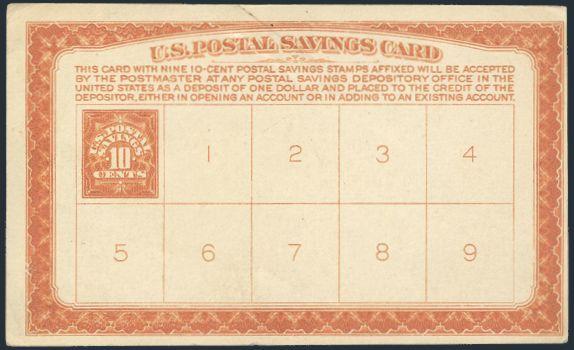 U.S. POSTAL SAVINGS CARD
THIS CARD WITH NINE 10-CENT POSTAL SAVINGS STAMPS AFFIXED WILL BE ACCEPTED
BY THE POSTMASTER AT ANY POSTAL SAVINGS DEPOSITORY OFFICE IN THE
UNITED STATES AS A DEPOSIT OF ONE DOLLAR AND PLACED TO THE CREDIT OF THE
DEPOSITOR, EITHER IN OPENING AN ACCOUNT OR IN ADDING TO AN EXISTING ACCOUNT.
U.S. POSTAL
SAVINGS
10
CENTS
1 2 3 4
5 6 7 8 9